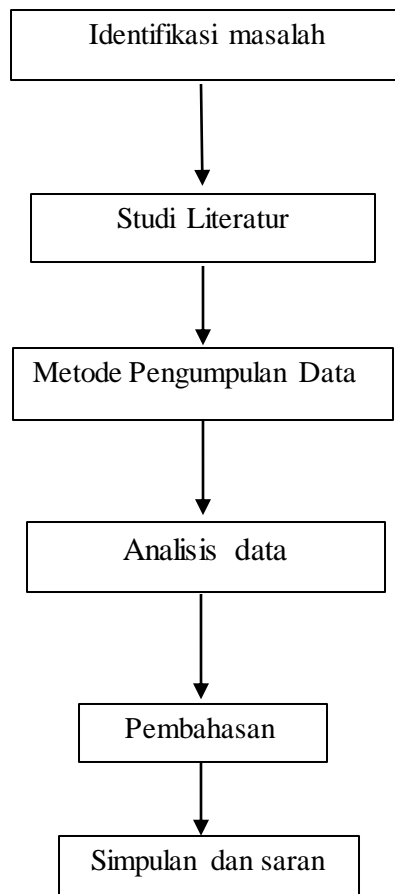 Identifikasi masalah
Studi Literatur
Metode Pengumpulan Data
Analisis data
Pembahasan
Simpulan dan saran